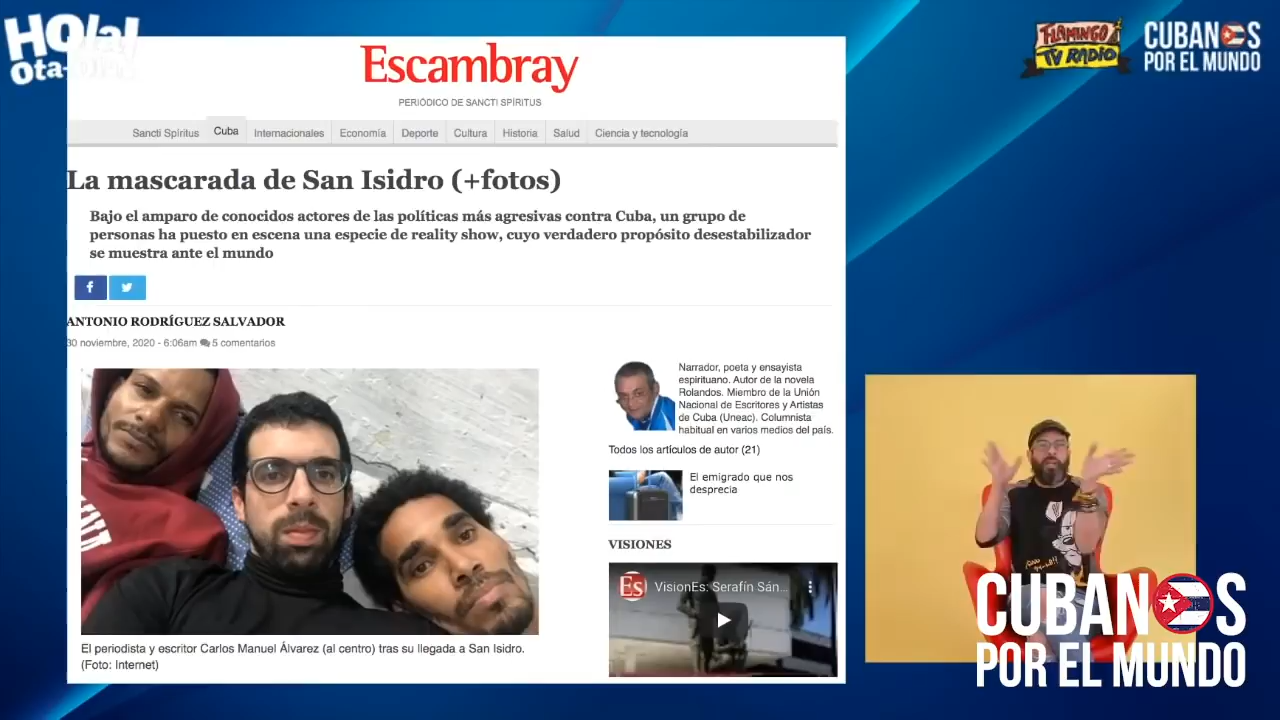 HOla!
Ota-Ola
FLAMINGO
TV RADIO
CUBANOS
POR EL MUNDO
Escambray
PERIÓDICO DE SANCTI SPÍRITUS
Sancti Spíritus
Cuba
Internacionales
Economía
Deporte
Cultura
Historia
Salud
Ciencia y tecnología
La mascarada de San Isidro (+fotos)
Bajo el amparo de conocidos actores de las políticas más agresivas contra Cuba, un grupo de
personas ha puesto en escena una especie de reality show, cuyo verdadero propósito desestabilizador
se muestra ante el mundo
ANTONIO RODRÍGUEZ SALVADOR
30 noviembre, 2020 - 6:06am 5 comentarios
Narrador, poeta y ensayista
espirituano. Autor de la novela
Rolandos. Miembro de la Unión
Nacional de Escritores y Artistas
de Cuba (Uneac). Columnista
habitual en varios medios del país.
Todos los artículos de autor (21)
El emigrado que nos
desprecia
VISIONES
Es VisionEs: Serafín Sán...
El periodista y escritor Carlos Manuel Álvarez (al centro) tras su llegada a San Isidro.
(Foto: Internet)
CUBANOS
POR EL MUNDO